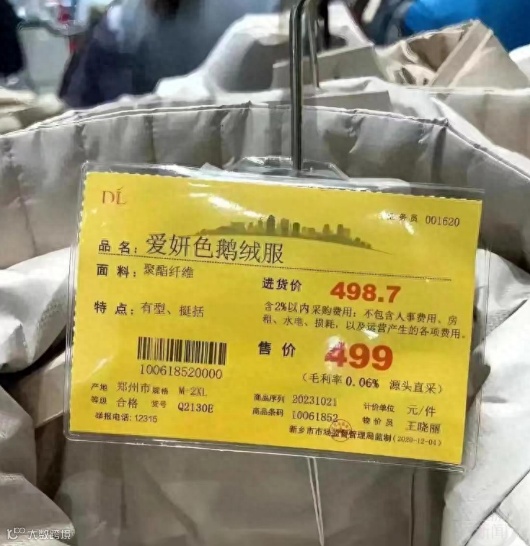 DL
业务员 001620
品名: 爱妍色鹅绒服
面料: 聚酯纤维
进货价 498.7
含2%以内采购费用; 不包含人事费用、房
租、水电、损耗, 以及运营产生的各项费用。
特点: 有型、挺括
售价 499
(毛利率0.06% 源头直采)
100618520000
产地 郑州市 规格 M-2XL
商品序列 20231021 计价单位 元/件
等级 合格 货号 Q2130E
商品条码 10061852 物价员 王晓丽
举报电话: 12315
新乡市市场监督管理局监制
大数跨境